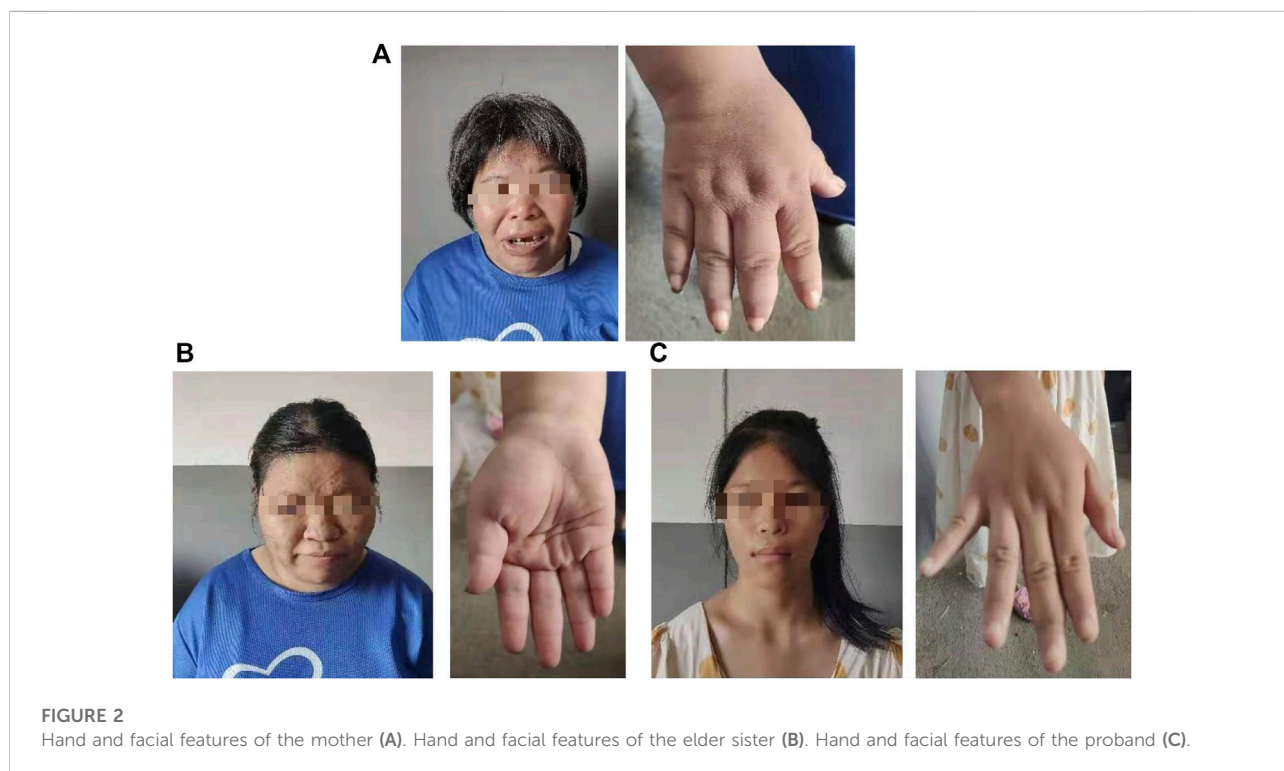 A
B
C
FIGURE 2
Hand and facial features of the mother (A). Hand and facial features of the elder sister (B). Hand and facial features of the proband (C).